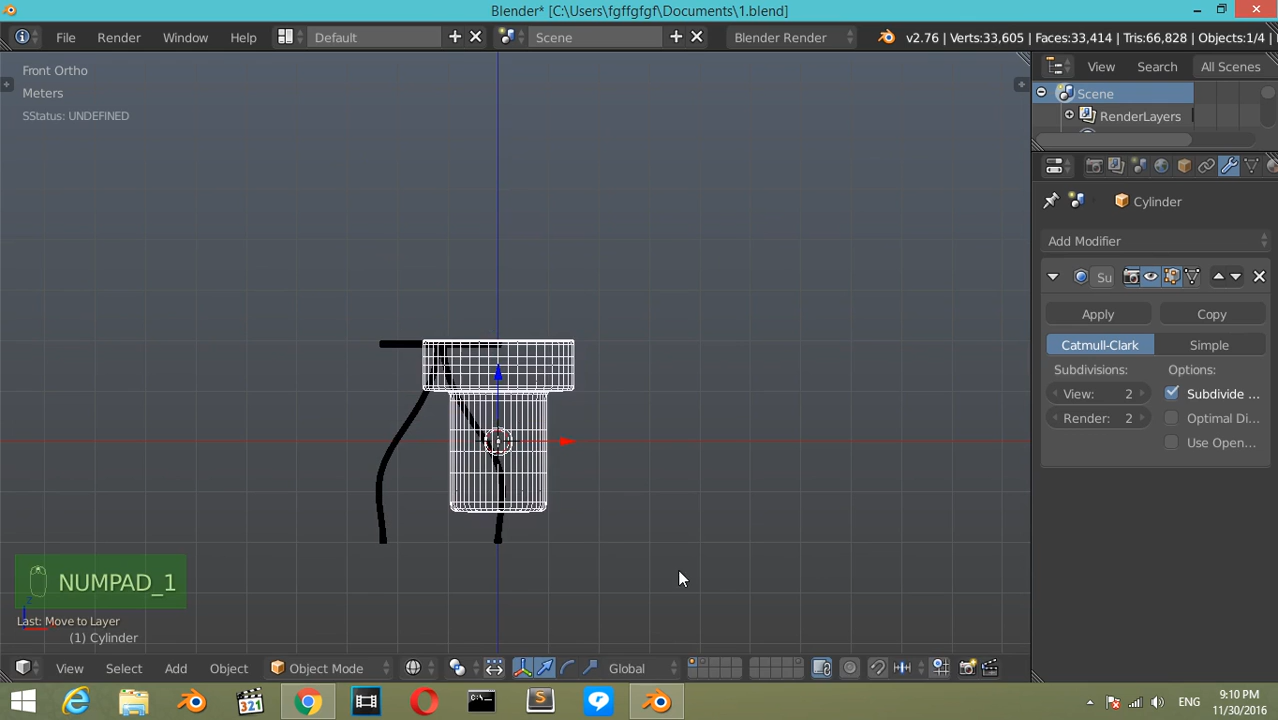 Blender* [C:\Users\fgffgfgf\Documents\1.blend]
File Render Window Help Default Scene Blender Render v2.76 | Verts:33,605 | Faces:33,414 | Tris:66,828 | Objects:1/4 |
Front Ortho
Meters
SStatus: UNDEFINED
View Search All Scenes
Scene
RenderLayers
Cylinder
Add Modifier
Su
Apply Copy
Catmull-Clark Simple
Subdivisions: Options:
View: 2 Subdivide ...
Render: 2 Optimal Di...
Use Open...
NUMPAD_1
Last: Move to Layer
(1) Cylinder
View Select Add Object Object Mode Global
321
9:10 PM
ENG
11/30/2016